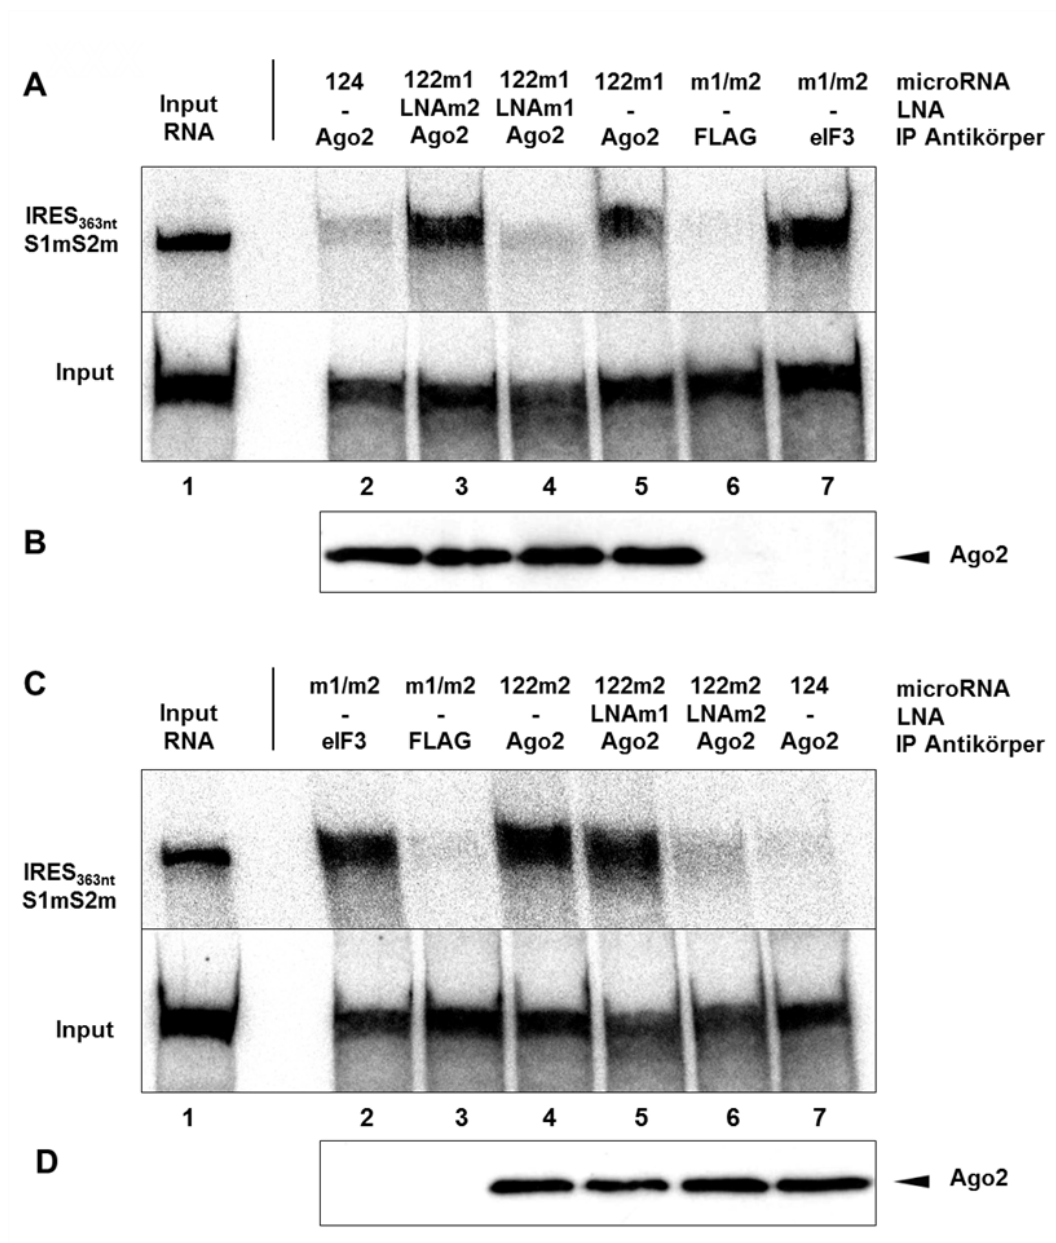 A
Input
RNA
124
-
Ago2
122m1
LNAm2
Ago2
122m1
LNAm1
Ago2
122m1
-
Ago2
m1/m2
-
FLAG
m1/m2
-
eIF3
microRNA
LNA
IP Antikörper
IRES363nt
S1mS2m
Input
1 2 3 4 5 6 7
B
Ago2
C
Input
RNA
m1/m2
-
eIF3
m1/m2
-
FLAG
122m2
-
Ago2
122m2
LNAm1
Ago2
122m2
LNAm2
Ago2
124
-
Ago2
microRNA
LNA
IP Antikörper
IRES363nt
S1mS2m
Input
1 2 3 4 5 6 7
D
Ago2